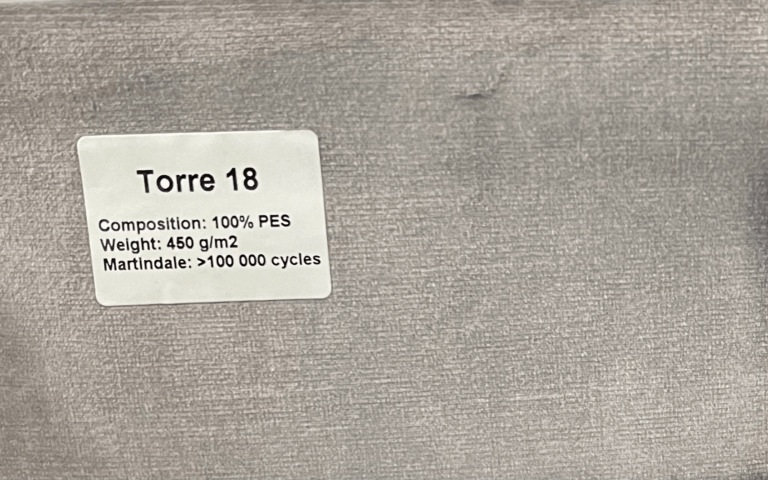 Torre 18
Composition: 100% PES
Weight: 450 g/m2
Martindale: >100 000 cycles